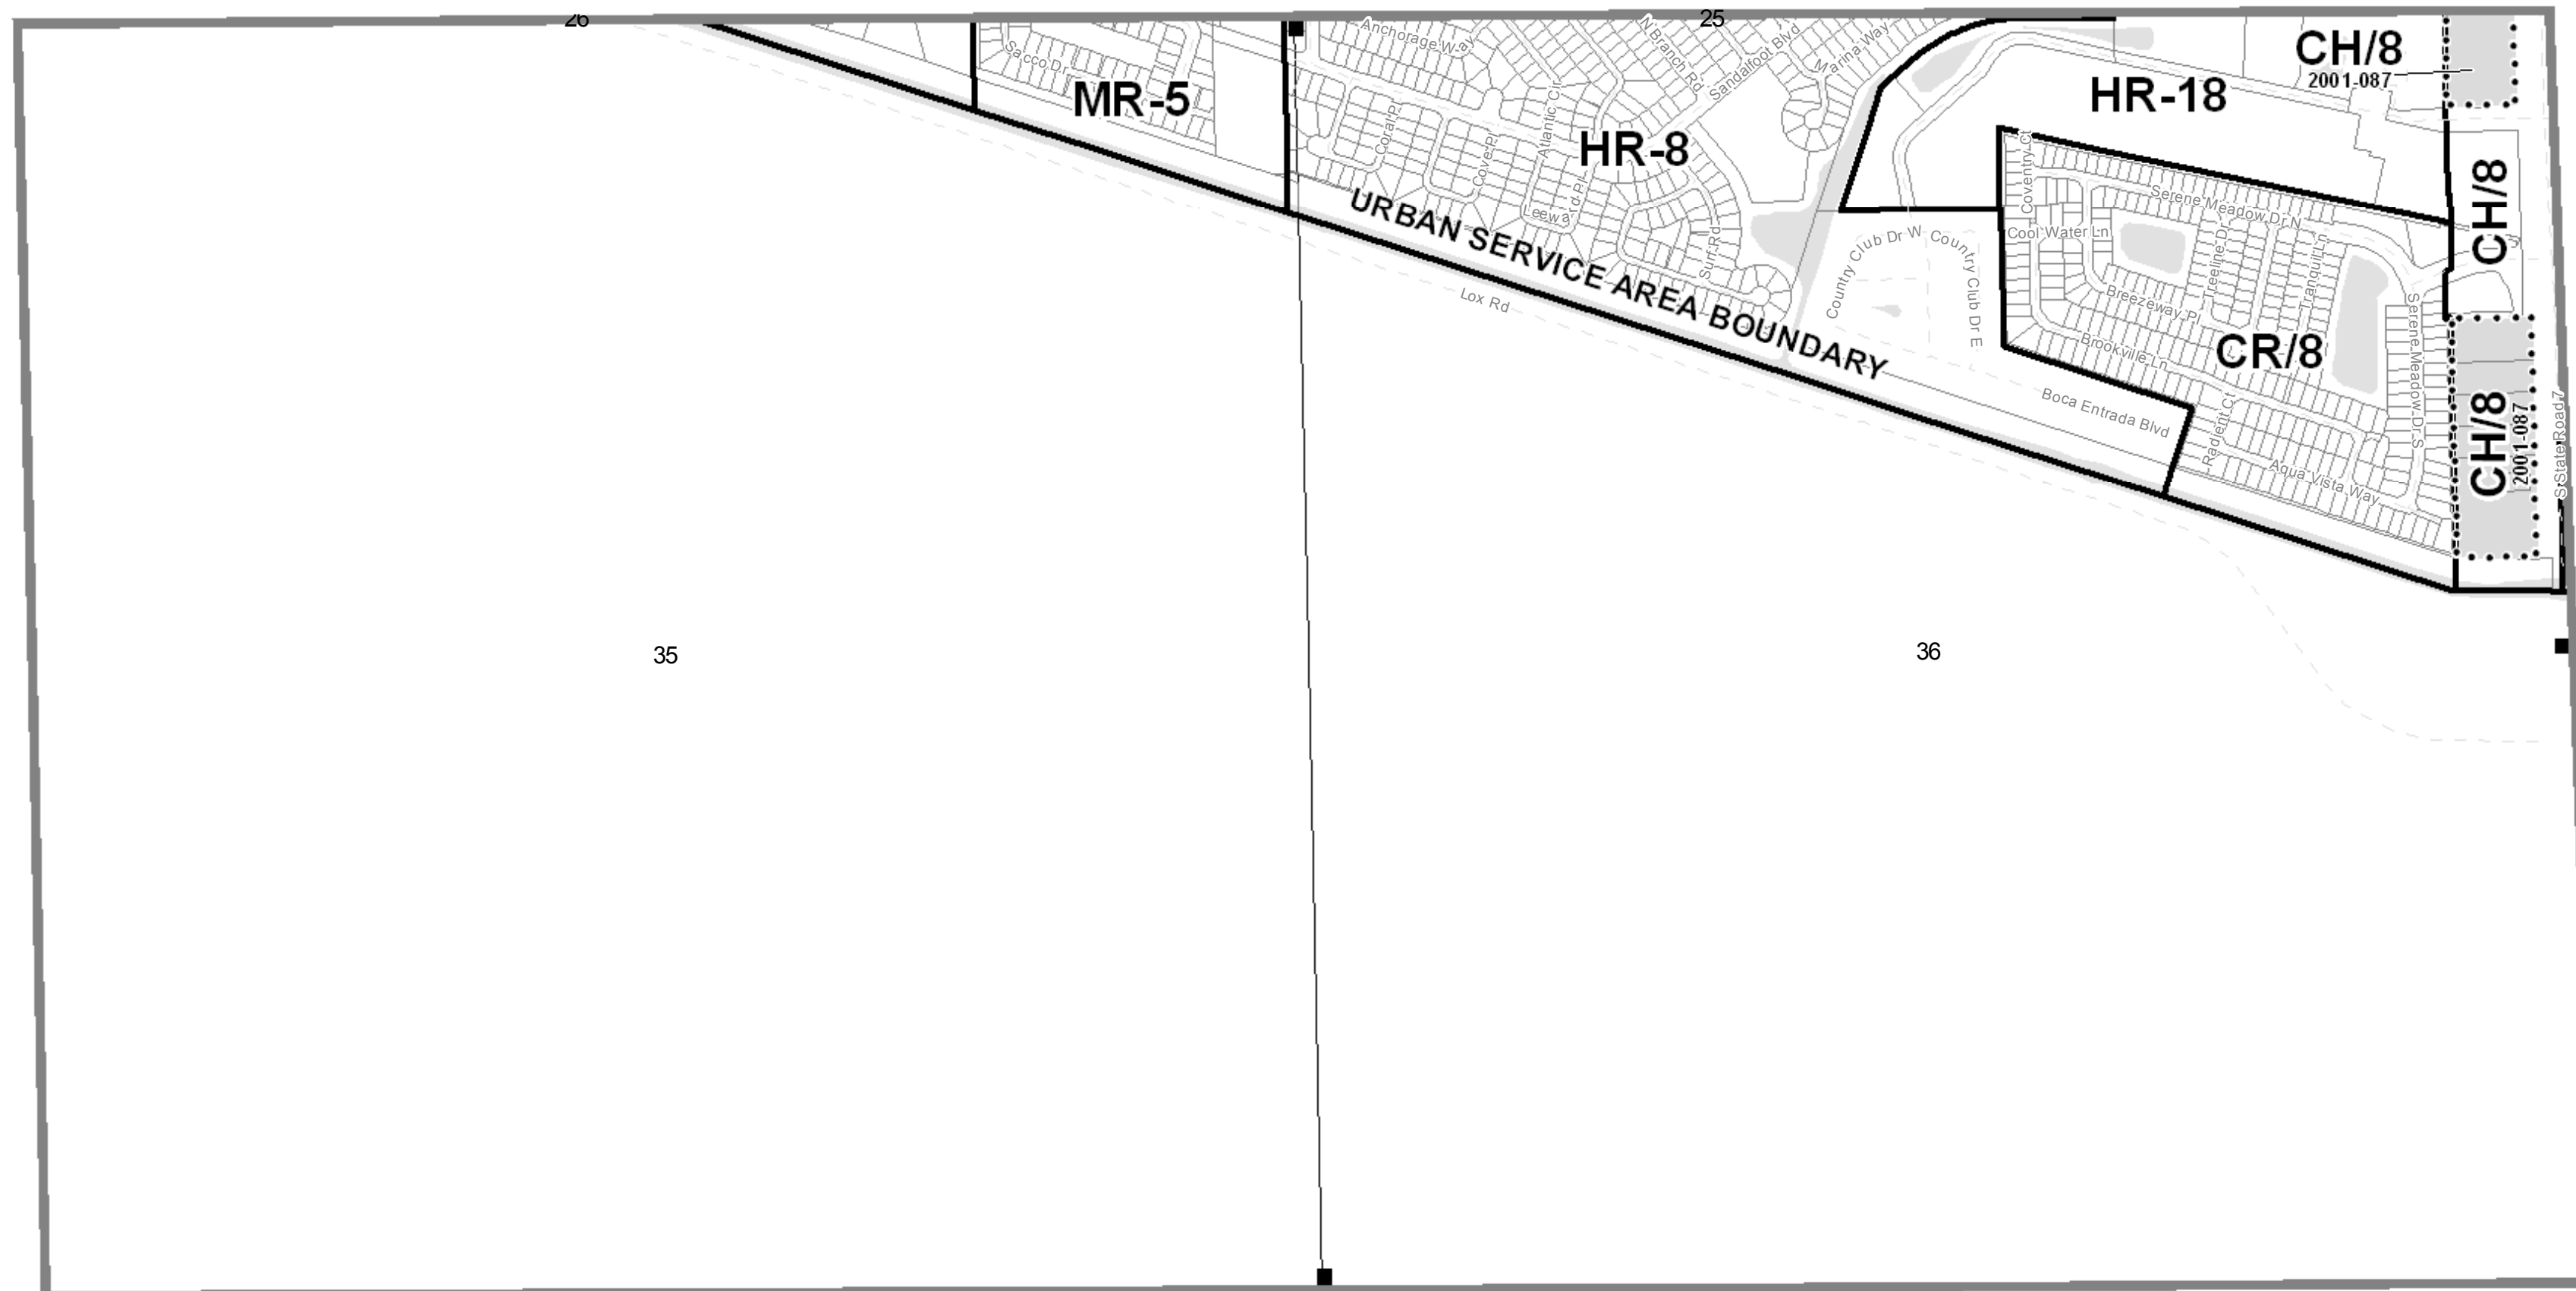 26
25
Sacco Dr
MR-5
Anchorage Way
N Branch Rd
Sandalfoot Blvd
Marina Way
HR-18
CH/8
2001-087
Coral Pl
Cove Pl
Atlantic Cir
HR-8
Leeward Pl
Surf Rd
URBAN SERVICE AREA BOUNDARY
Lox Rd
Country Club Dr W
Country Club Dr E
Coventry Ct
Cool Water Ln
Serene Meadow Dr N
Treeline Dr
Tranquil Ln
Breezeway Pl
Brookville Ln
CR/8
Serene Meadow Dr S
CH/8
Boca Entrada Blvd
Radient Ct
Aqua Vista Way
CH/8
2001-087
S State Road 7
35
36